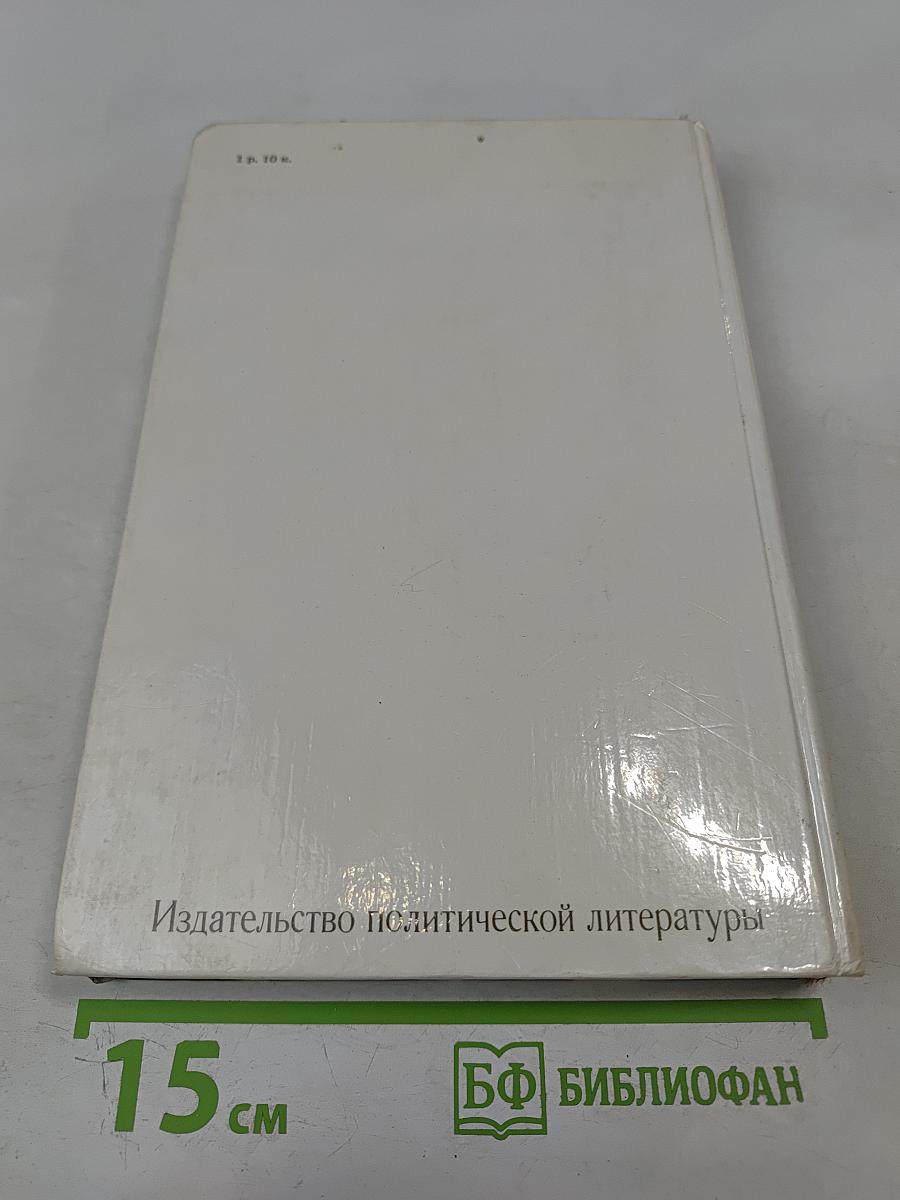 1 р. 10 к.
Издательство политической литературы
15 см
БФ БИБЛИОФАН